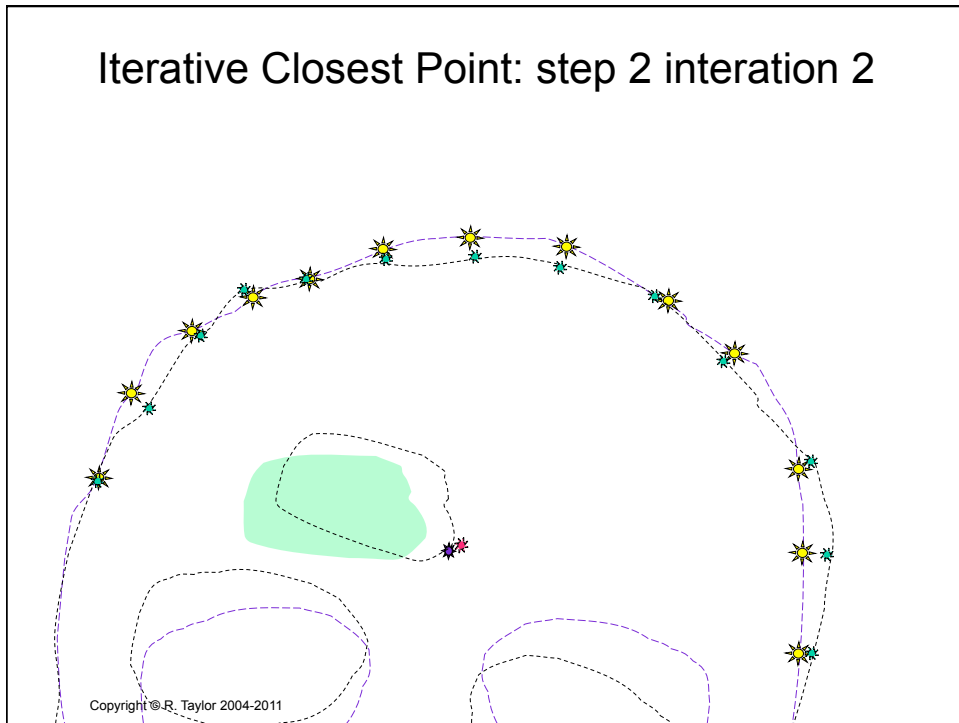 Iterative Closest Point: step 2 interation 2
Copyright © R. Taylor 2004-2011